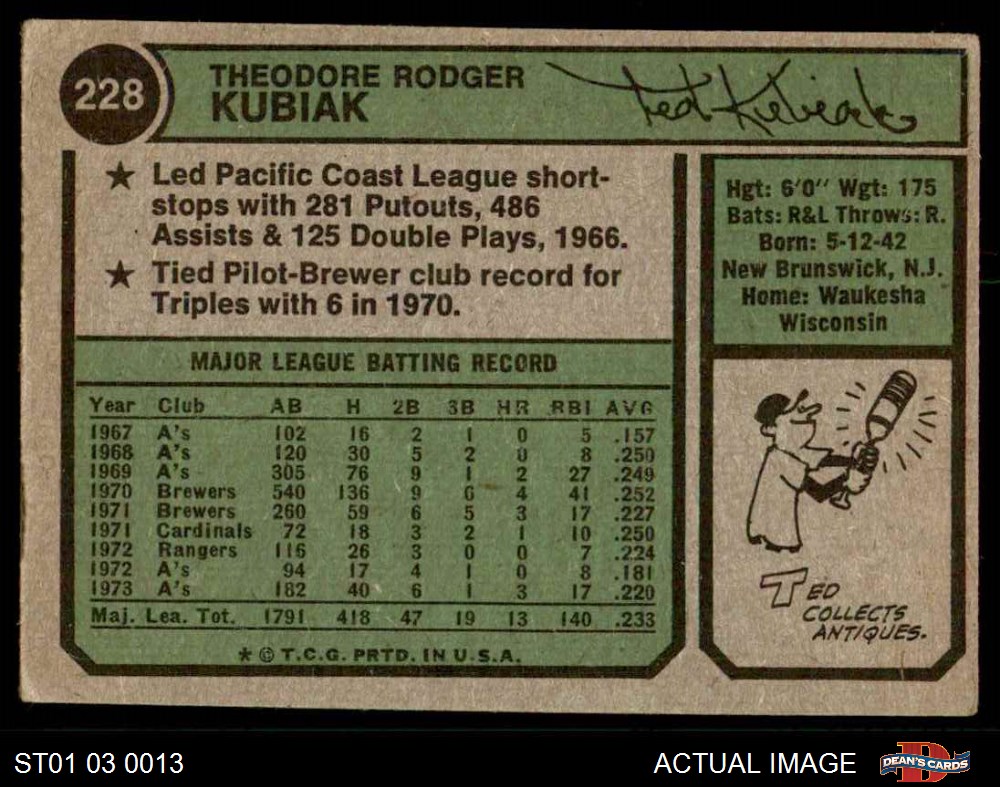 228
THEODORE RODGER
KUBIAK
Ted Kubiak
★ Led Pacific Coast League short-
stops with 281 Putouts, 486
Assists & 125 Double Plays, 1966.
★ Tied Pilot-Brewer club record for
Triples with 6 in 1970.
Hgt: 6'0" Wgt: 175
Bats: R&L Throws: R.
Born: 5-12-42
New Brunswick, N.J.
Home: Waukesha
Wisconsin
MAJOR LEAGUE BATTING RECORD
Year Club AB H 2B 3B HR RBI AVG
1967 A's 102 16 2 1 0 5 .157
1968 A's 120 30 5 2 0 8 .250
1969 A's 305 76 9 1 2 27 .249
1970 Brewers 540 136 9 6 4 41 .252
1971 Brewers 260 59 6 5 3 17 .227
1971 Cardinals 72 18 3 2 1 10 .250
1972 Rangers 116 26 3 0 0 7 .224
1972 A's 94 17 4 1 0 8 .181
1973 A's 182 40 6 1 3 17 .220
Maj. Lea. Tot. 1791 418 47 19 13 140 .233
* © T.C.G. PRTD. IN U.S.A.
TED
COLLECTS
ANTIQUES.
ST01 03 0013
ACTUAL IMAGE
D
DEAN'S CARDS